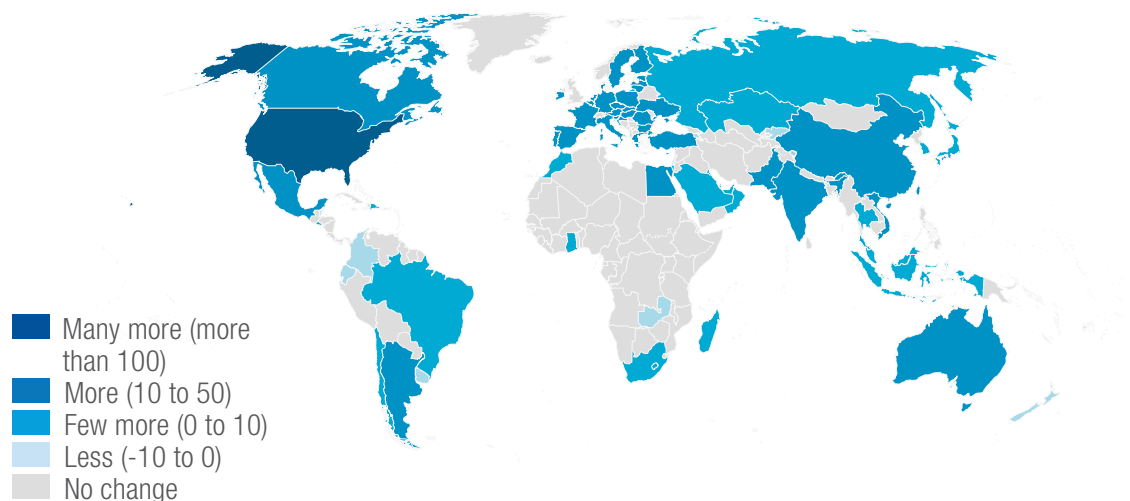 Many more (more
than 100)
More (10 to 50)
Few more (0 to 10)
Less (-10 to 0)
No change